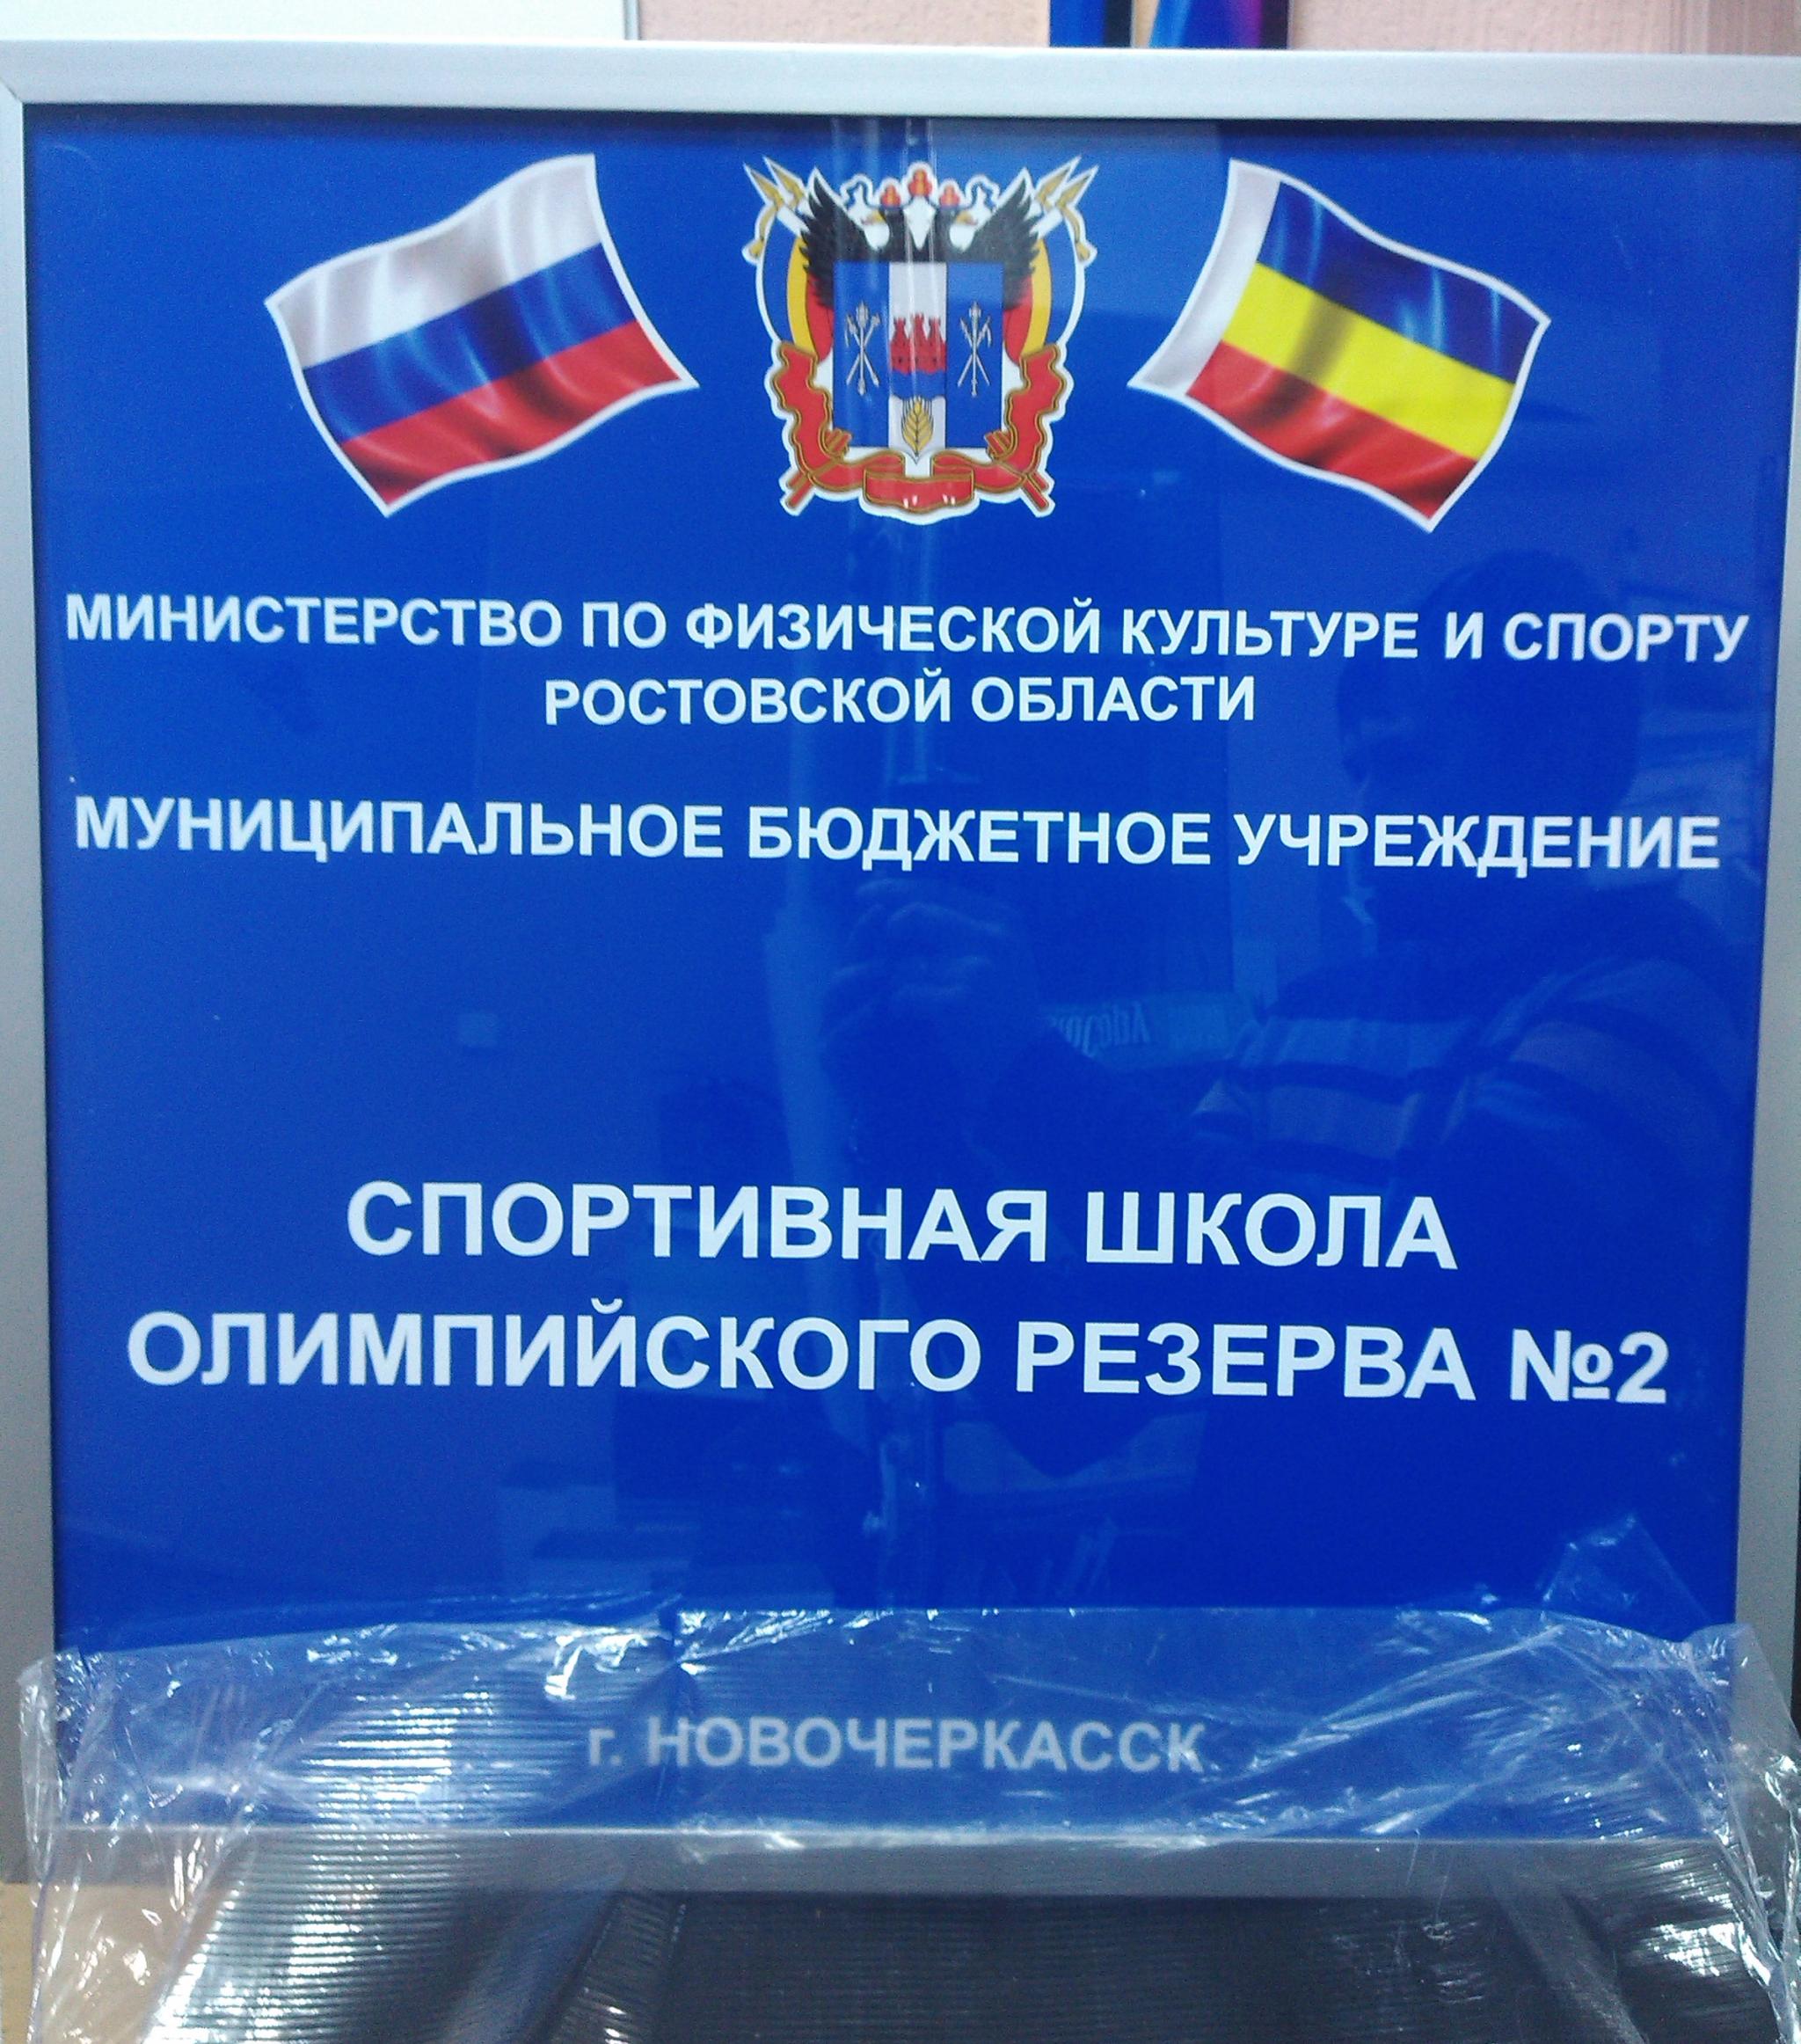 МИНИСТЕРСТВО ПО ФИЗИЧЕСКОЙ КУЛЬТУРЕ И СПОРТУ
РОСТОВСКОЙ ОБЛАСТИ
МУНИЦИПАЛЬНОЕ БЮДЖЕТНОЕ УЧРЕЖДЕНИЕ
СПОРТИВНАЯ ШКОЛА
ОЛИМПИЙСКОГО РЕЗЕРВА №2
г. НОВОЧЕРКАССК